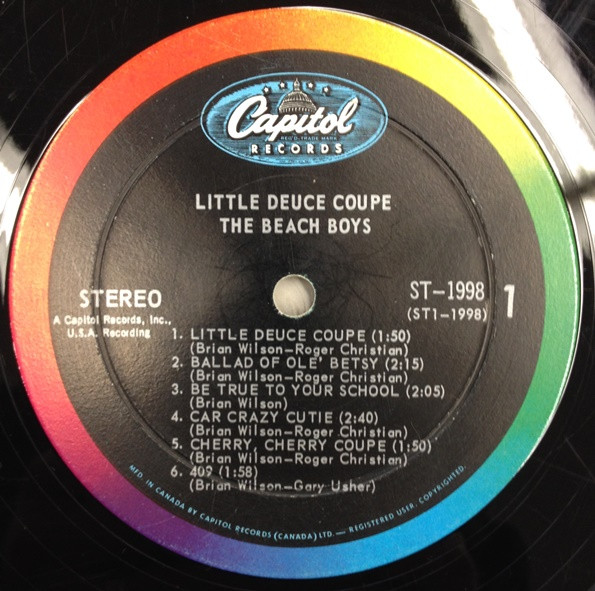 Capitol
REG'D. TRADE MARK
RECORDS
LITTLE DEUCE COUPE
THE BEACH BOYS
STEREO
A Capitol Records, Inc.,
U.S.A. Recording
ST-1998
(ST1-1998)
1
1. LITTLE DEUCE COUPE (1:50)
(Brian Wilson-Roger Christian)
2. BALLAD OF OLE' BETSY (2:15)
(Brian Wilson-Roger Christian)
3. BE TRUE TO YOUR SCHOOL (2:05)
(Brian Wilson)
4. CAR CRAZY CUTIE (2:40)
(Brian Wilson-Roger Christian)
5. CHERRY, CHERRY COUPE (1:50)
(Brian Wilson-Roger Christian)
6. 409 (1:58)
(Brian Wilson-Gary Usher)
MFD. IN CANADA BY CAPITOL RECORDS (CANADA) LTD. — REGISTERED USER. COPYRIGHTED.